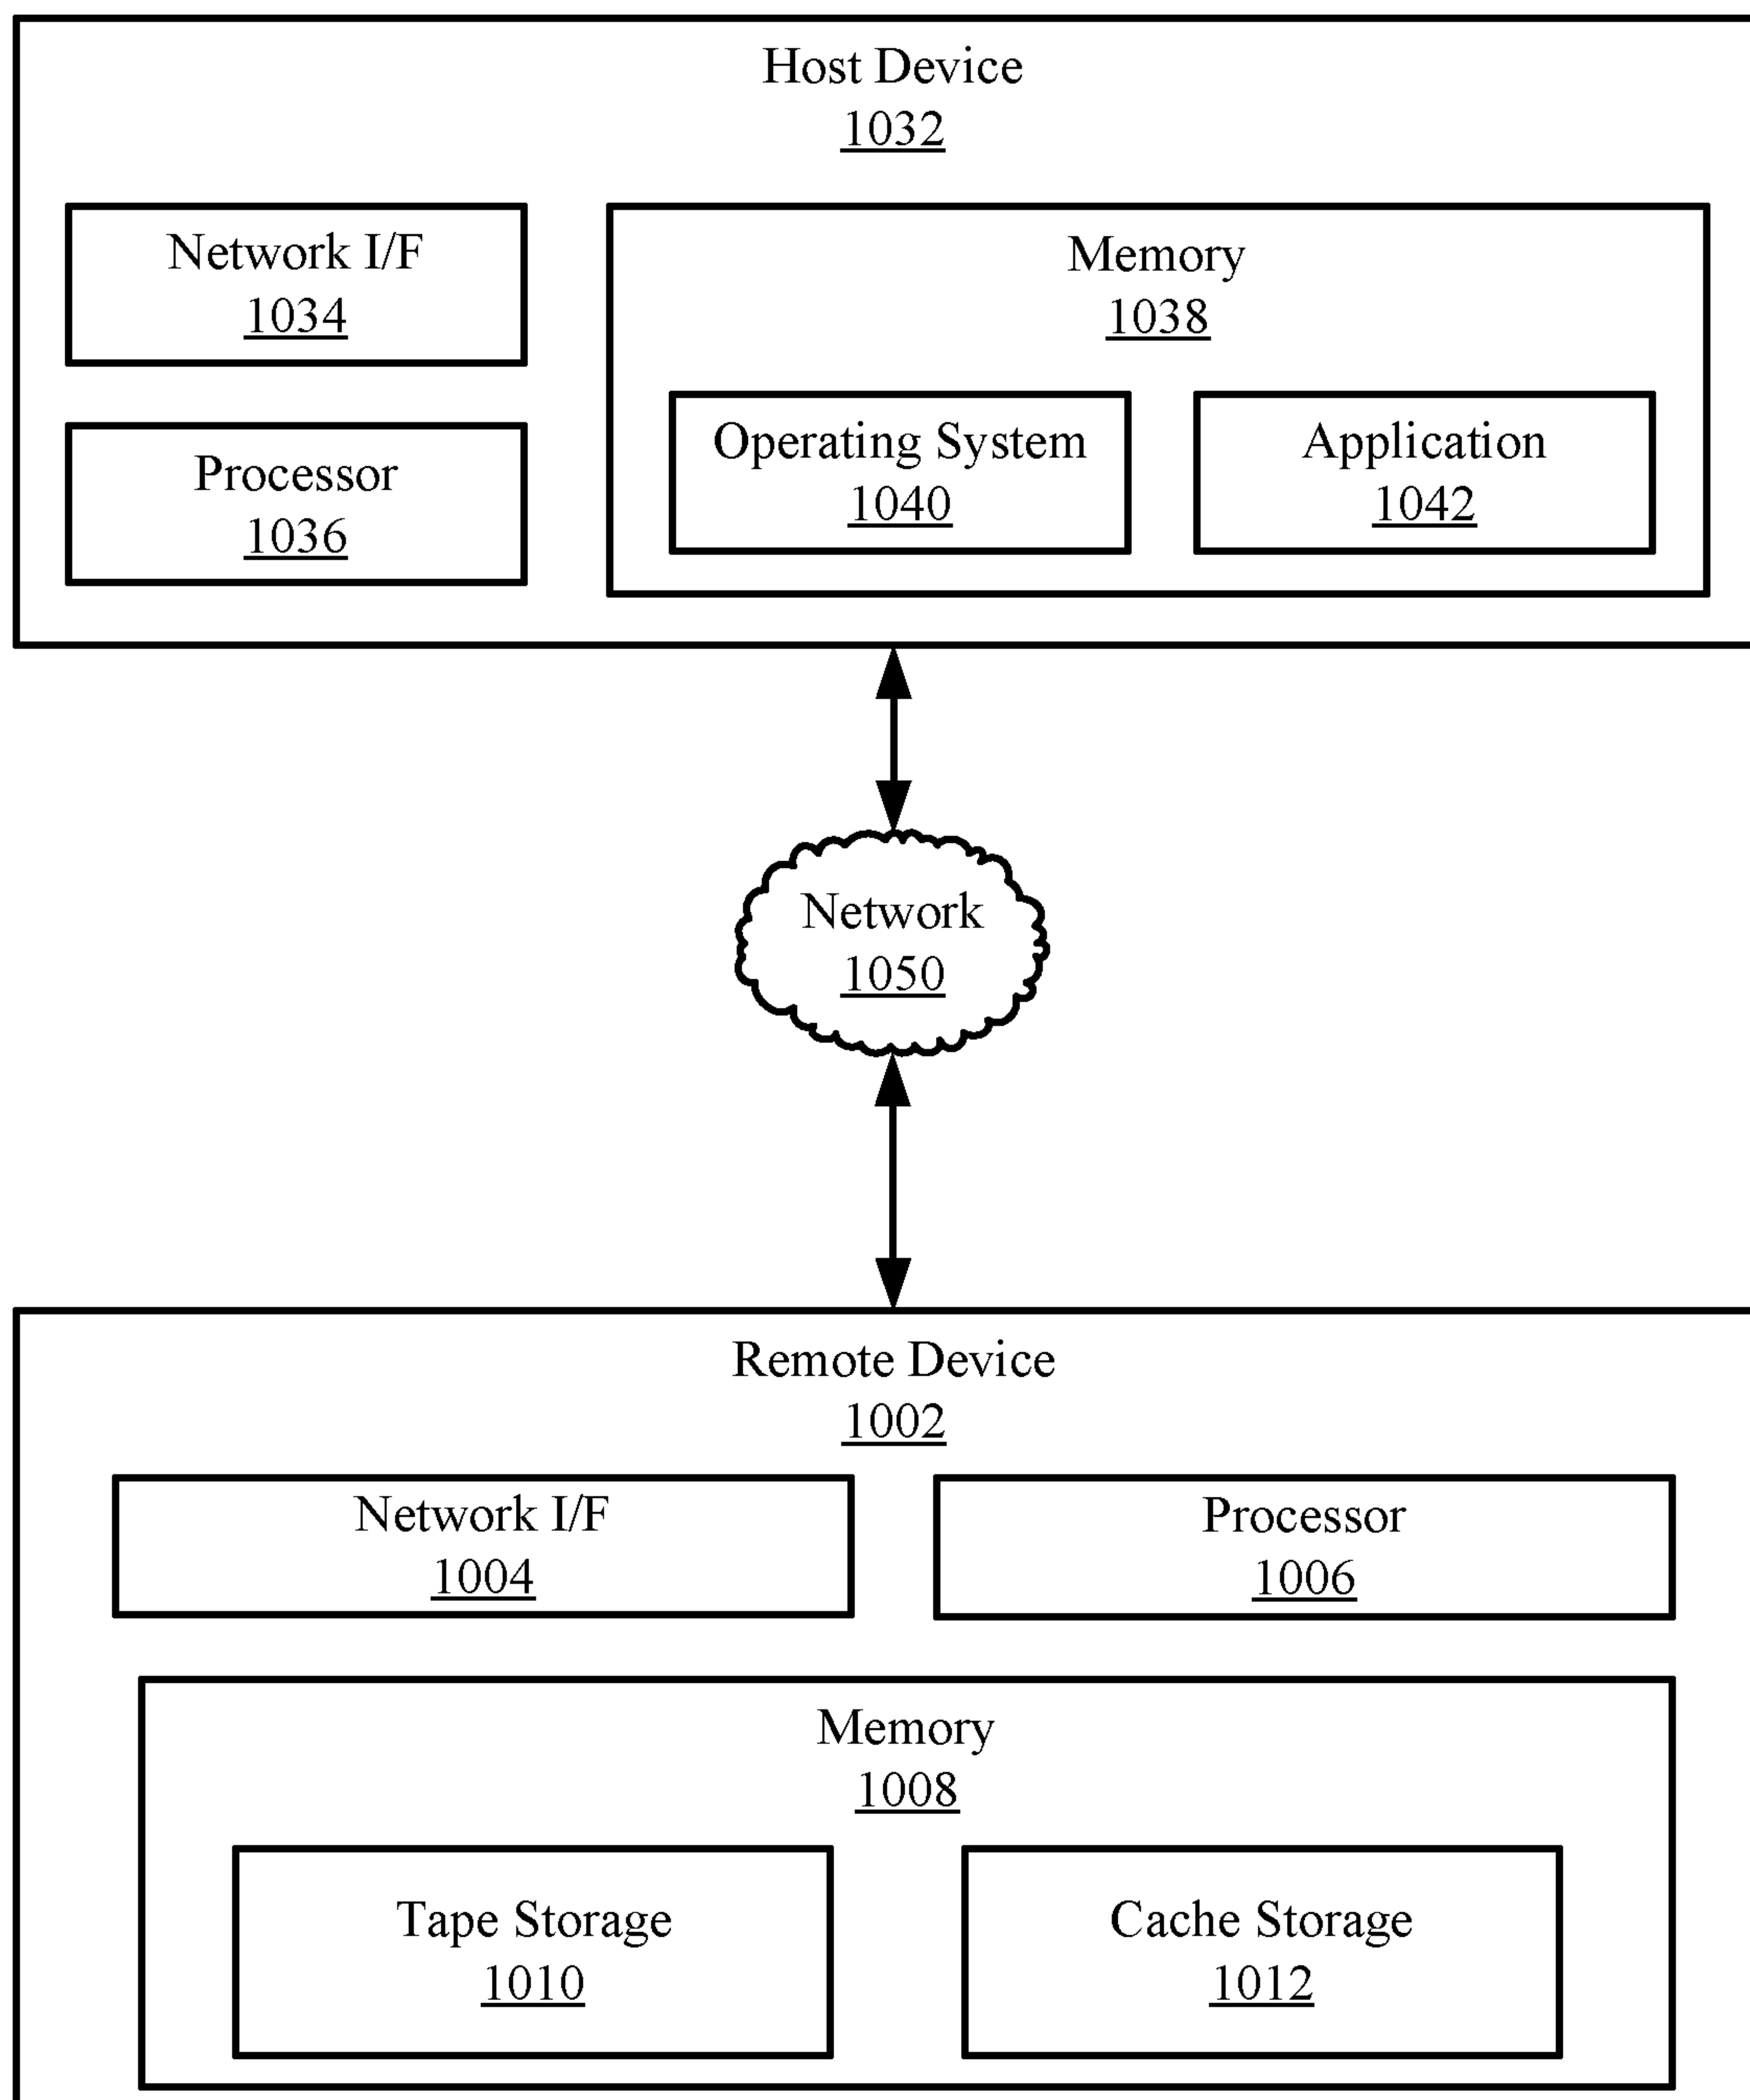 Host Device
1032
Network I/F
1034
Processor
1036
Memory
1038
Operating System
1040
Application
1042
Network
1050
Remote Device
1002
Network I/F
1004
Processor
1006
Memory
1008
Tape Storage
1010
Cache Storage
1012